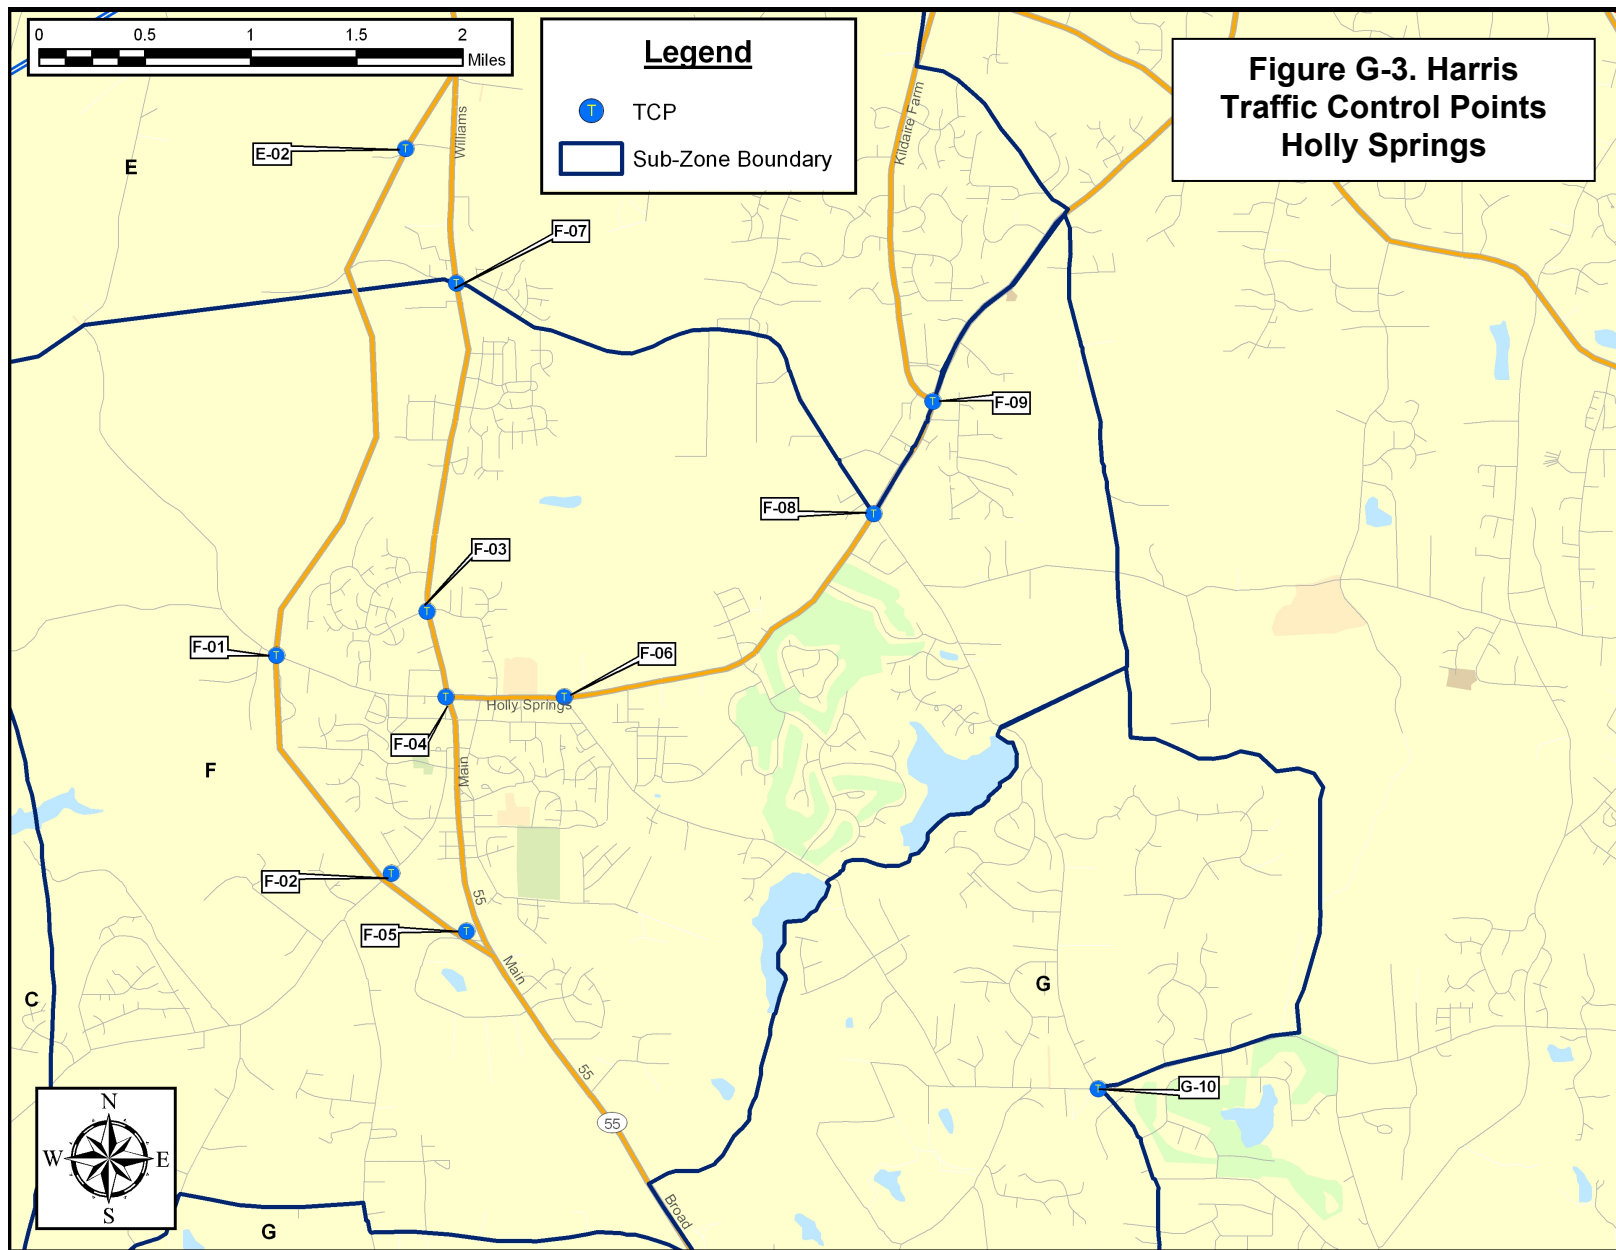 0 0.5 1 1.5 2
Miles
Legend
T TCP
Sub-Zone Boundary
Figure G-3. Harris
Traffic Control Points
Holly Springs
Williams
Kildaire Farm
E-02
T
E
F-07
T
F-09
T
F-08
T
F-03
T
F-01
T
F-06
T
Holly Springs
T
F-04
F
Main
F-02
T
55
F-05
T
Main
C
G
55
G-10
T
55
N
W E
S
Broad
G